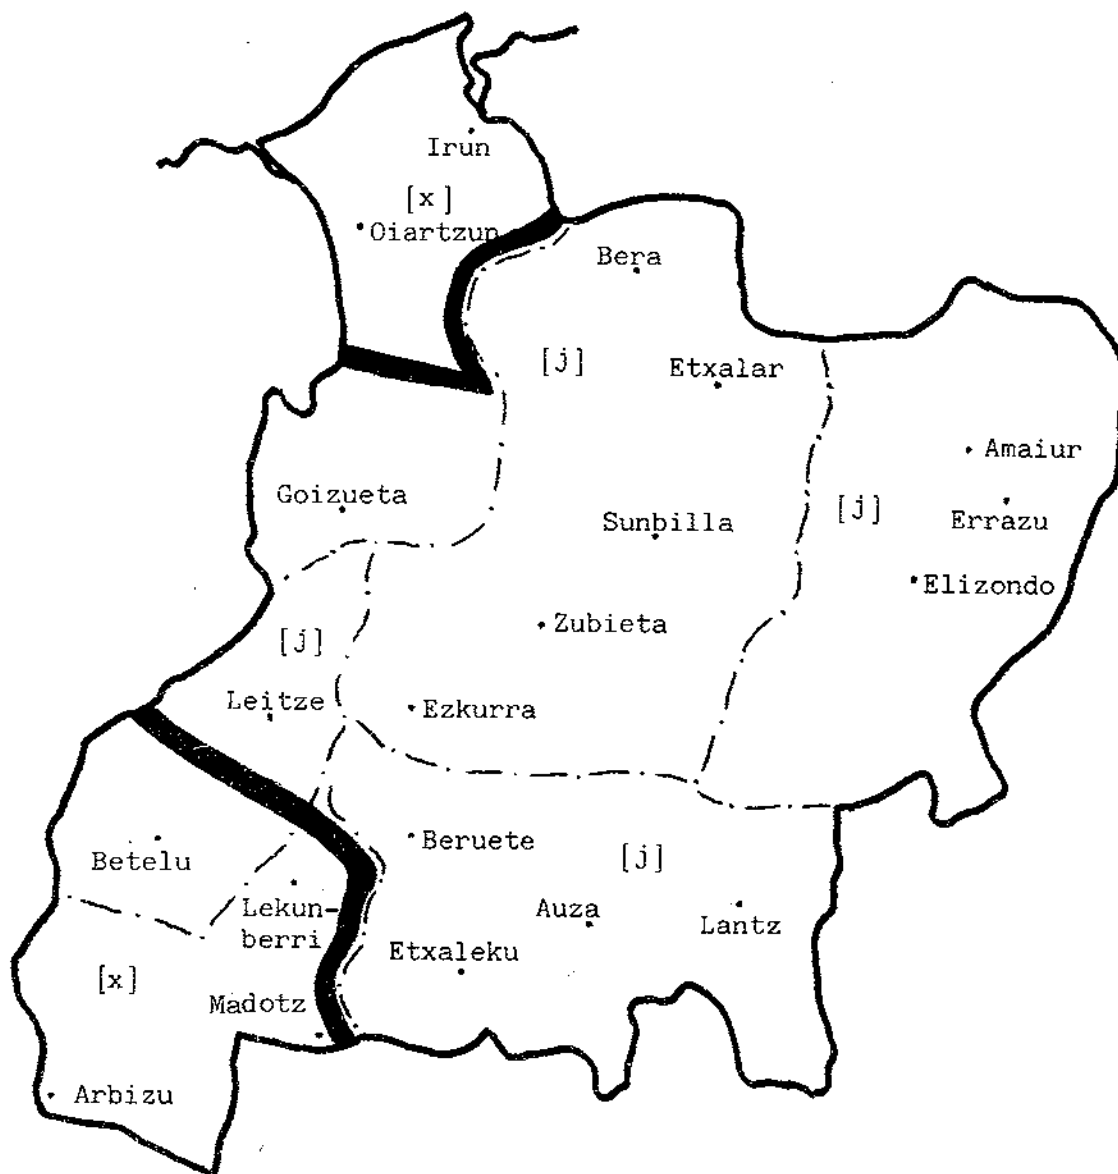 Irun
[x]
Oiartzun
Bera
[j]
Etxalar
Amaiur
Goizueta
[j]
Errazu
Sunbilla
Elizondo
Zubieta
[j]
Leitze
Ezkurra
Beruete
Betelu
[j]
Lekun-
berri
Auza
Lantz
Etxaleku
[x]
Madotz
Arbizu